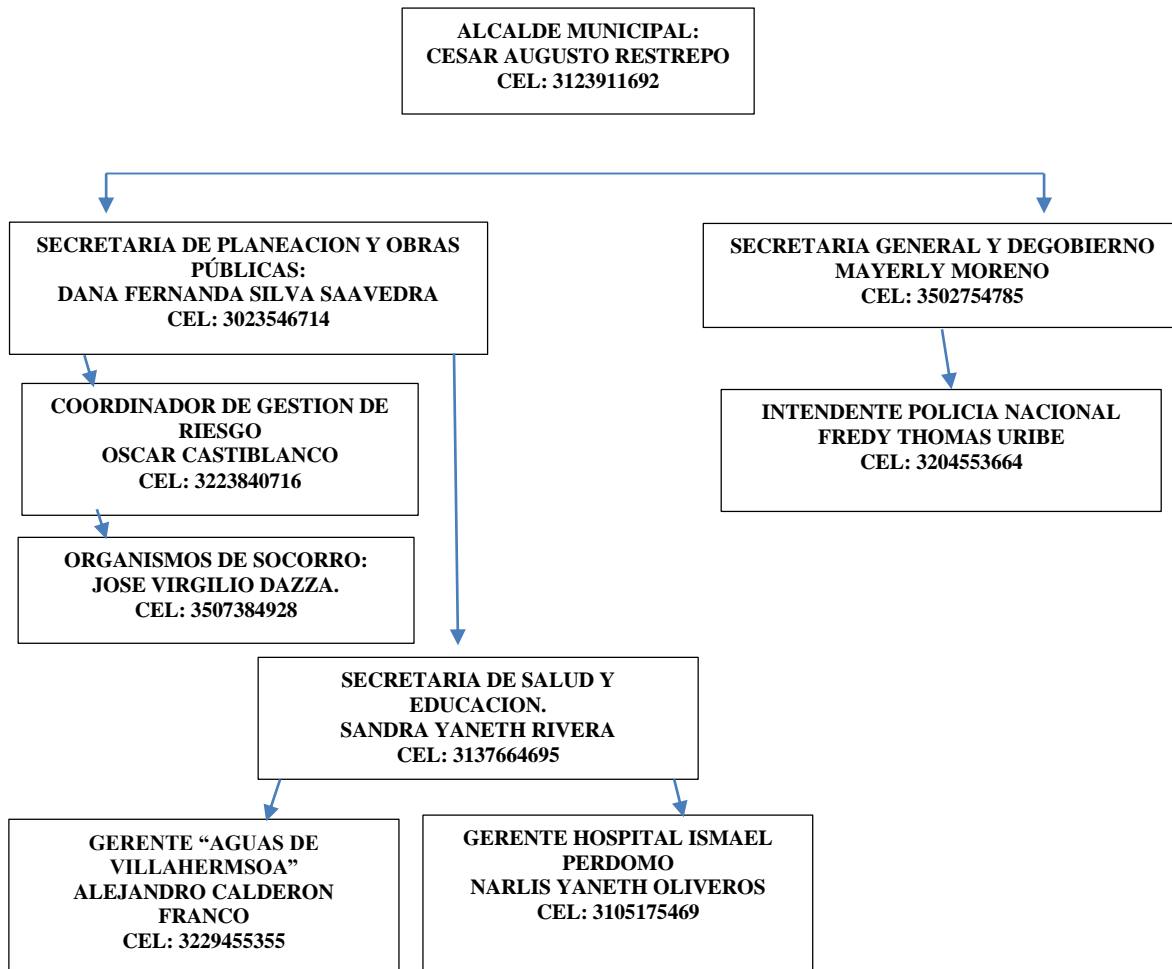 ALCALDE MUNICIPAL:
CESAR AUGUSTO RESTREPO
CEL: 3123911692
SECRETARIA DE PLANEACION Y OBRAS
PÚBLICAS:
DANA FERNANDA SILVA SAAVEDRA
CEL: 3023546714
SECRETARIA GENERAL Y DEGOBIERNO
MAYERLY MORENO
CEL: 3502754785
COORDINADOR DE GESTION DE
RIESGO
OSCAR CASTIBLANCO
CEL: 3223840716
INTENDENTE POLICIA NACIONAL
FREDY THOMAS URIBE
CEL: 3204553664
ORGANISMOS DE SOCORRO:
JOSE VIRGILIO DAZZA.
CEL: 3507384928
SECRETARIA DE SALUD Y
EDUCACION.
SANDRA YANETH RIVERA
CEL: 3137664695
GERENTE “AGUAS DE
VILLAHERMSOA”
ALEJANDRO CALDERON
FRANCO
CEL: 3229455355
GERENTE HOSPITAL ISMAEL
PERDOMO
NARLIS YANETH OLIVEROS
CEL: 3105175469